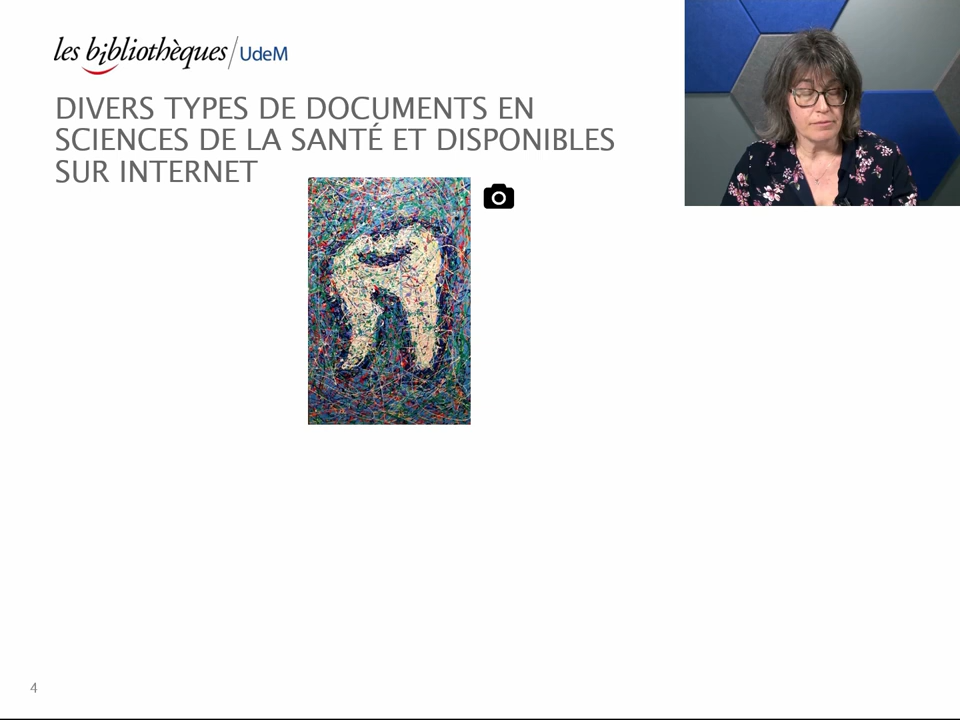 les bibliothèques/UdeM
DIVERS TYPES DE DOCUMENTS EN
SCIENCES DE LA SANTÉ ET DISPONIBLES
SUR INTERNET
4